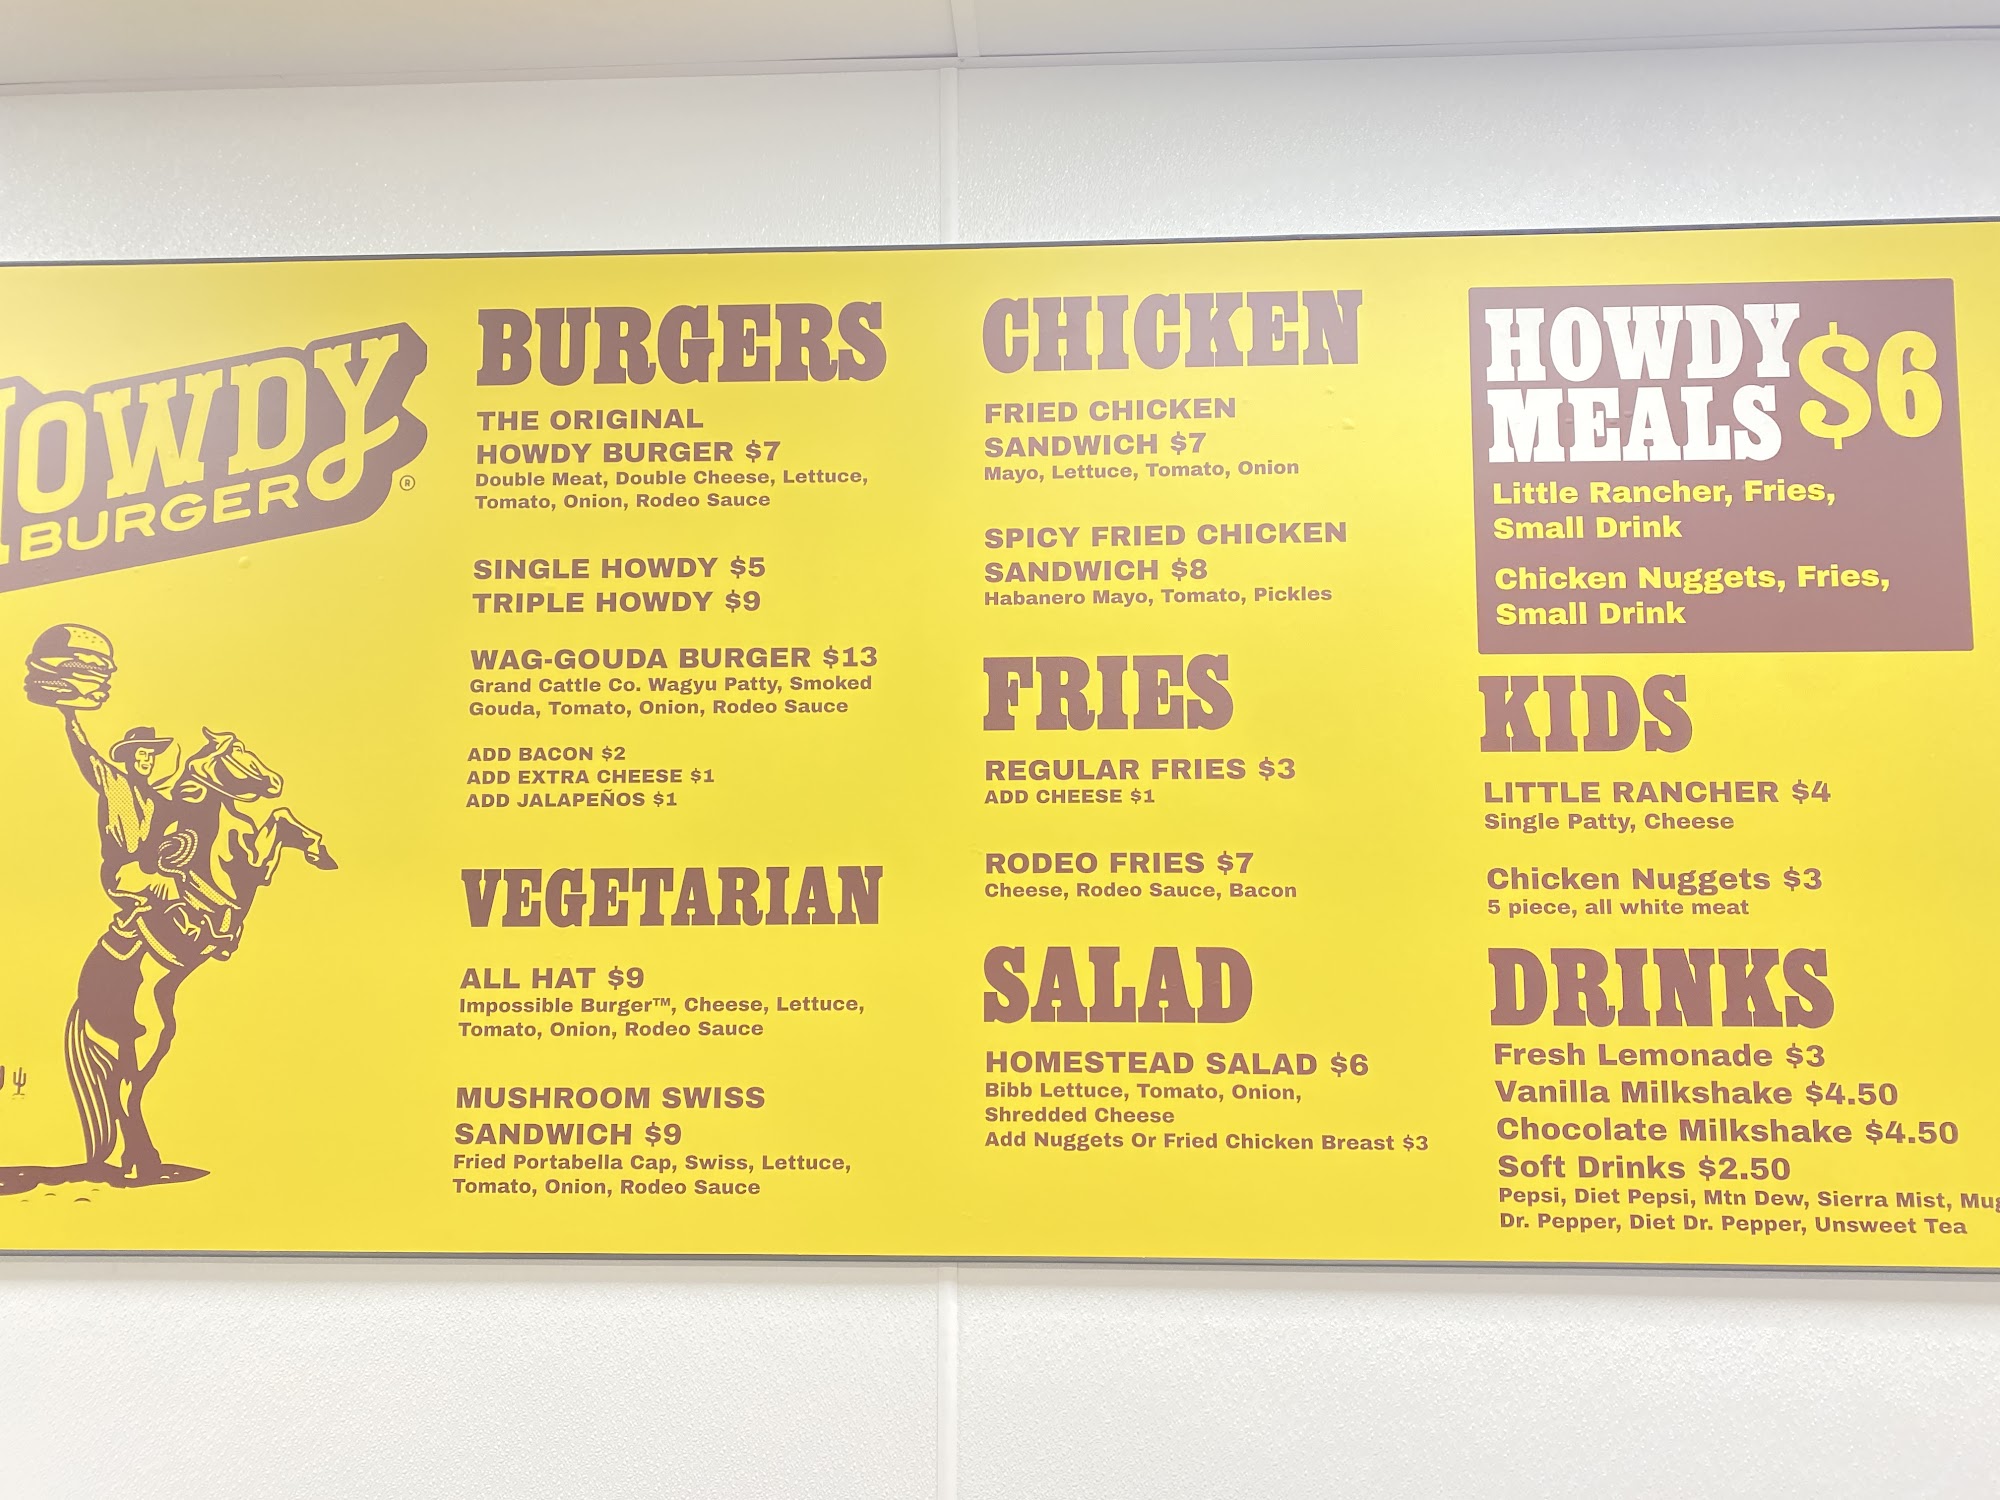 HOWDY
BURGER
®
BURGERS
THE ORIGINAL
HOWDY BURGER $7
Double Meat, Double Cheese, Lettuce,
Tomato, Onion, Rodeo Sauce
SINGLE HOWDY $5
TRIPLE HOWDY $9
WAG-GOUDA BURGER $13
Grand Cattle Co. Wagyu Patty, Smoked
Gouda, Tomato, Onion, Rodeo Sauce
ADD BACON $2
ADD EXTRA CHEESE $1
ADD JALAPEÑOS $1
VEGETARIAN
ALL HAT $9
Impossible Burger™, Cheese, Lettuce,
Tomato, Onion, Rodeo Sauce
MUSHROOM SWISS
SANDWICH $9
Fried Portabella Cap, Swiss, Lettuce,
Tomato, Onion, Rodeo Sauce
CHICKEN
FRIED CHICKEN
SANDWICH $7
Mayo, Lettuce, Tomato, Onion
SPICY FRIED CHICKEN
SANDWICH $8
Habanero Mayo, Tomato, Pickles
FRIES
REGULAR FRIES $3
ADD CHEESE $1
RODEO FRIES $7
Cheese, Rodeo Sauce, Bacon
SALAD
HOMESTEAD SALAD $6
Bibb Lettuce, Tomato, Onion,
Shredded Cheese
Add Nuggets Or Fried Chicken Breast $3
HOWDY
MEALS $6
Little Rancher, Fries,
Small Drink
Chicken Nuggets, Fries,
Small Drink
KIDS
LITTLE RANCHER $4
Single Patty, Cheese
Chicken Nuggets $3
5 piece, all white meat
DRINKS
Fresh Lemonade $3
Vanilla Milkshake $4.50
Chocolate Milkshake $4.50
Soft Drinks $2.50
Pepsi, Diet Pepsi, Mtn Dew, Sierra Mist, Mug
Dr. Pepper, Diet Dr. Pepper, Unsweet Tea